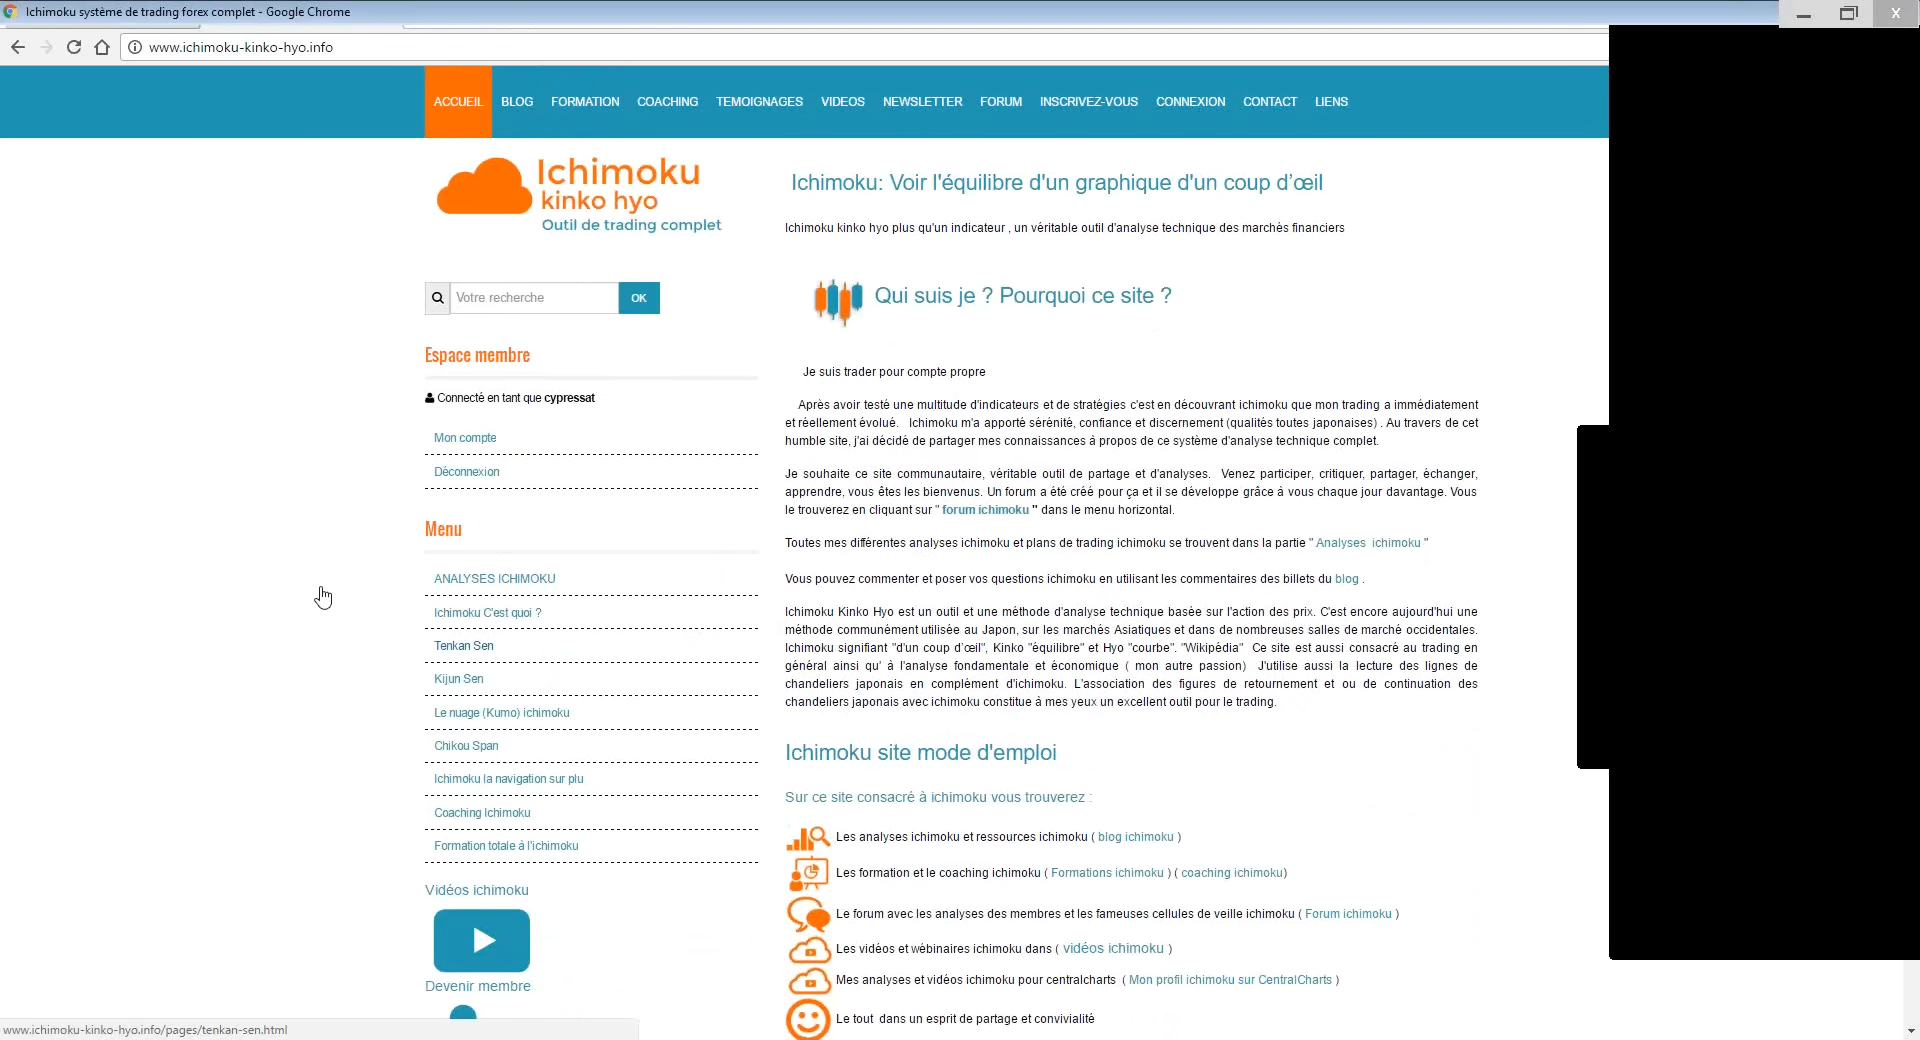 Ichimoku système de trading forex complet - Google Chrome
www.ichimoku-kinko-hyo.info
ACCUEIL BLOG FORMATION COACHING TEMOIGNAGES VIDEOS NEWSLETTER FORUM INSCRIVEZ-VOUS CONNEXION CONTACT LIENS
Ichimoku
kinko hyo
Outil de trading complet
Votre recherche OK
Espace membre
Connecté en tant que cypressat
Mon compte
Déconnexion
Menu
ANALYSES ICHIMOKU
Ichimoku C'est quoi ?
Tenkan Sen
Kijun Sen
Le nuage (Kumo) ichimoku
Chikou Span
Ichimoku la navigation sur plu
Coaching Ichimoku
Formation totale à l'ichimoku
Vidéos ichimoku
Devenir membre
Ichimoku: Voir l'équilibre d'un graphique d'un coup d’œil
Ichimoku kinko hyo plus qu'un indicateur , un véritable outil d'analyse technique des marchés financiers
Qui suis je ? Pourquoi ce site ?
Je suis trader pour compte propre
Après avoir testé une multitude d'indicateurs et de stratégies c'est en découvrant ichimoku que mon trading a immédiatement
et réellement évolué. Ichimoku m'a apporté sérénité, confiance et discernement (qualités toutes japonaises) . Au travers de cet
humble site, j'ai décidé de partager mes connaissances à propos de ce système d'analyse technique complet.
Je souhaite ce site communautaire, véritable outil de partage et d'analyses. Venez participer, critiquer, partager, échanger,
apprendre, vous êtes les bienvenus. Un forum a été créé pour ça et il se développe grâce à vous chaque jour davantage. Vous
le trouverez en cliquant sur " forum ichimoku " dans le menu horizontal.
Toutes mes différentes analyses ichimoku et plans de trading ichimoku se trouvent dans la partie " Analyses ichimoku "
Vous pouvez commenter et poser vos questions ichimoku en utilisant les commentaires des billets du blog .
Ichimoku Kinko Hyo est un outil et une méthode d'analyse technique basée sur l'action des prix. C'est encore aujourd'hui une
méthode communément utilisée au Japon, sur les marchés Asiatiques et dans de nombreuses salles de marché occidentales.
Ichimoku signifiant "d'un coup d’œil", Kinko "équilibre" et Hyo "courbe". "Wikipédia" Ce site est aussi consacré au trading en
général ainsi qu' à l'analyse fondamentale et économique ( mon autre passion) J'utilise aussi la lecture des lignes de
chandeliers japonais en complément d'ichimoku. L'association des figures de retournement et ou de continuation des
chandeliers japonais avec ichimoku constitue à mes yeux un excellent outil pour le trading.
Ichimoku site mode d'emploi
Sur ce site consacré à ichimoku vous trouverez :
Les analyses ichimoku et ressources ichimoku ( blog ichimoku )
Les formation et le coaching ichimoku ( Formations ichimoku ) ( coaching ichimoku)
Le forum avec les analyses des membres et les fameuses cellules de veille ichimoku ( Forum ichimoku )
Les vidéos et wébinaires ichimoku dans ( vidéos ichimoku )
Mes analyses et vidéos ichimoku pour centralcharts ( Mon profil ichimoku sur CentralCharts )
Le tout dans un esprit de partage et convivialité
www.ichimoku-kinko-hyo.info/pages/tenkan-sen.html